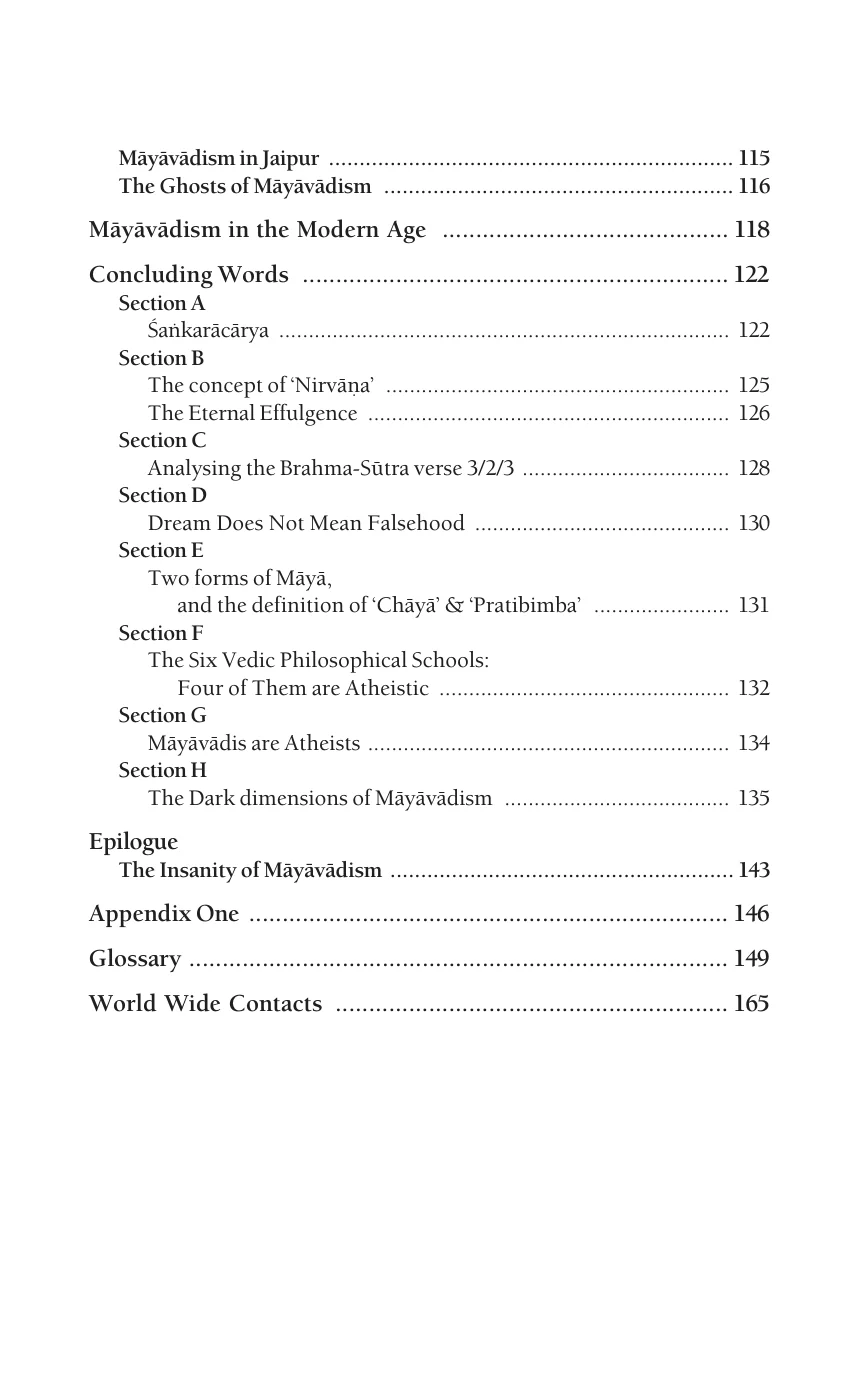 Māyāvādism in Jaipur .................................................................. 115
The Ghosts of Māyāvādism ......................................................... 116
Māyāvādism in the Modern Age ........................................... 118
Concluding Words ................................................................ 122
Section A
Śaṅkarācārya ........................................................................... 122
Section B
The concept of ‘Nirvāṇa’ ......................................................... 125
The Eternal Effulgence ............................................................ 126
Section C
Analysing the Brahma-Sūtra verse 3/2/3 ................................... 128
Section D
Dream Does Not Mean Falsehood ........................................... 130
Section E
Two forms of Māyā,
and the definition of ‘Chāyā’ & ‘Pratibimba’ ....................... 131
Section F
The Six Vedic Philosophical Schools:
Four of Them are Atheistic ................................................ 132
Section G
Māyāvādis are Atheists ............................................................ 134
Section H
The Dark dimensions of Māyāvādism ...................................... 135
Epilogue
The Insanity of Māyāvādism ........................................................ 143
Appendix One ........................................................................ 146
Glossary ................................................................................. 149
World Wide Contacts ........................................................... 165